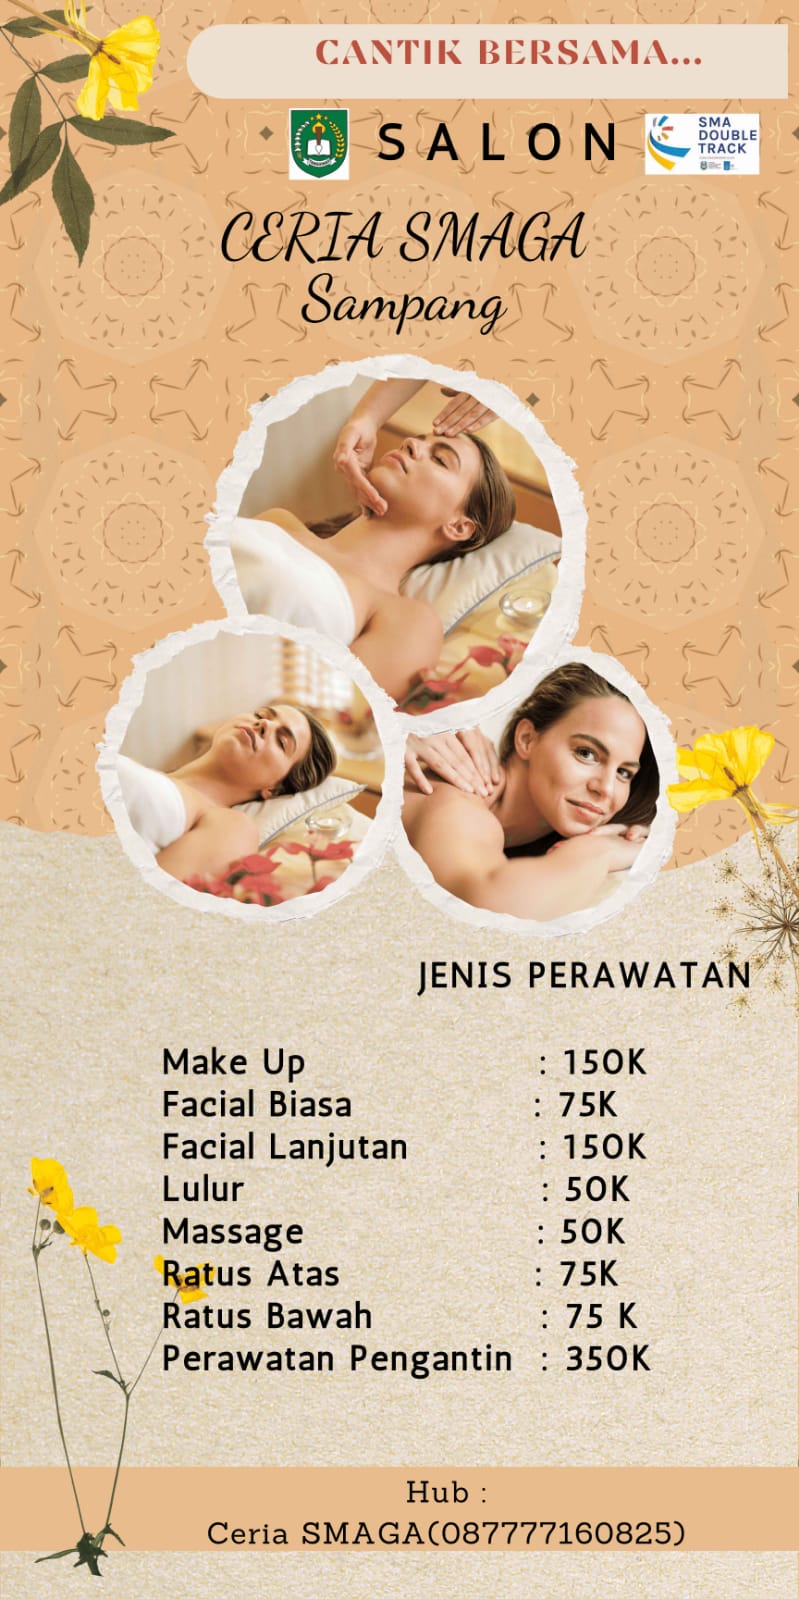 CANTIK BERSAMA...
SALON
SMA
DOUBLE
TRACK
CERIA SMAGA
Sampang
JENIS PERAWATAN
Make Up : 150K
Facial Biasa : 75K
Facial Lanjutan : 150K
Lulur : 50K
Massage : 50K
Ratus Atas : 75K
Ratus Bawah : 75 K
Perawatan Pengantin : 350K
Hub :
Ceria SMAGA(087777160825)